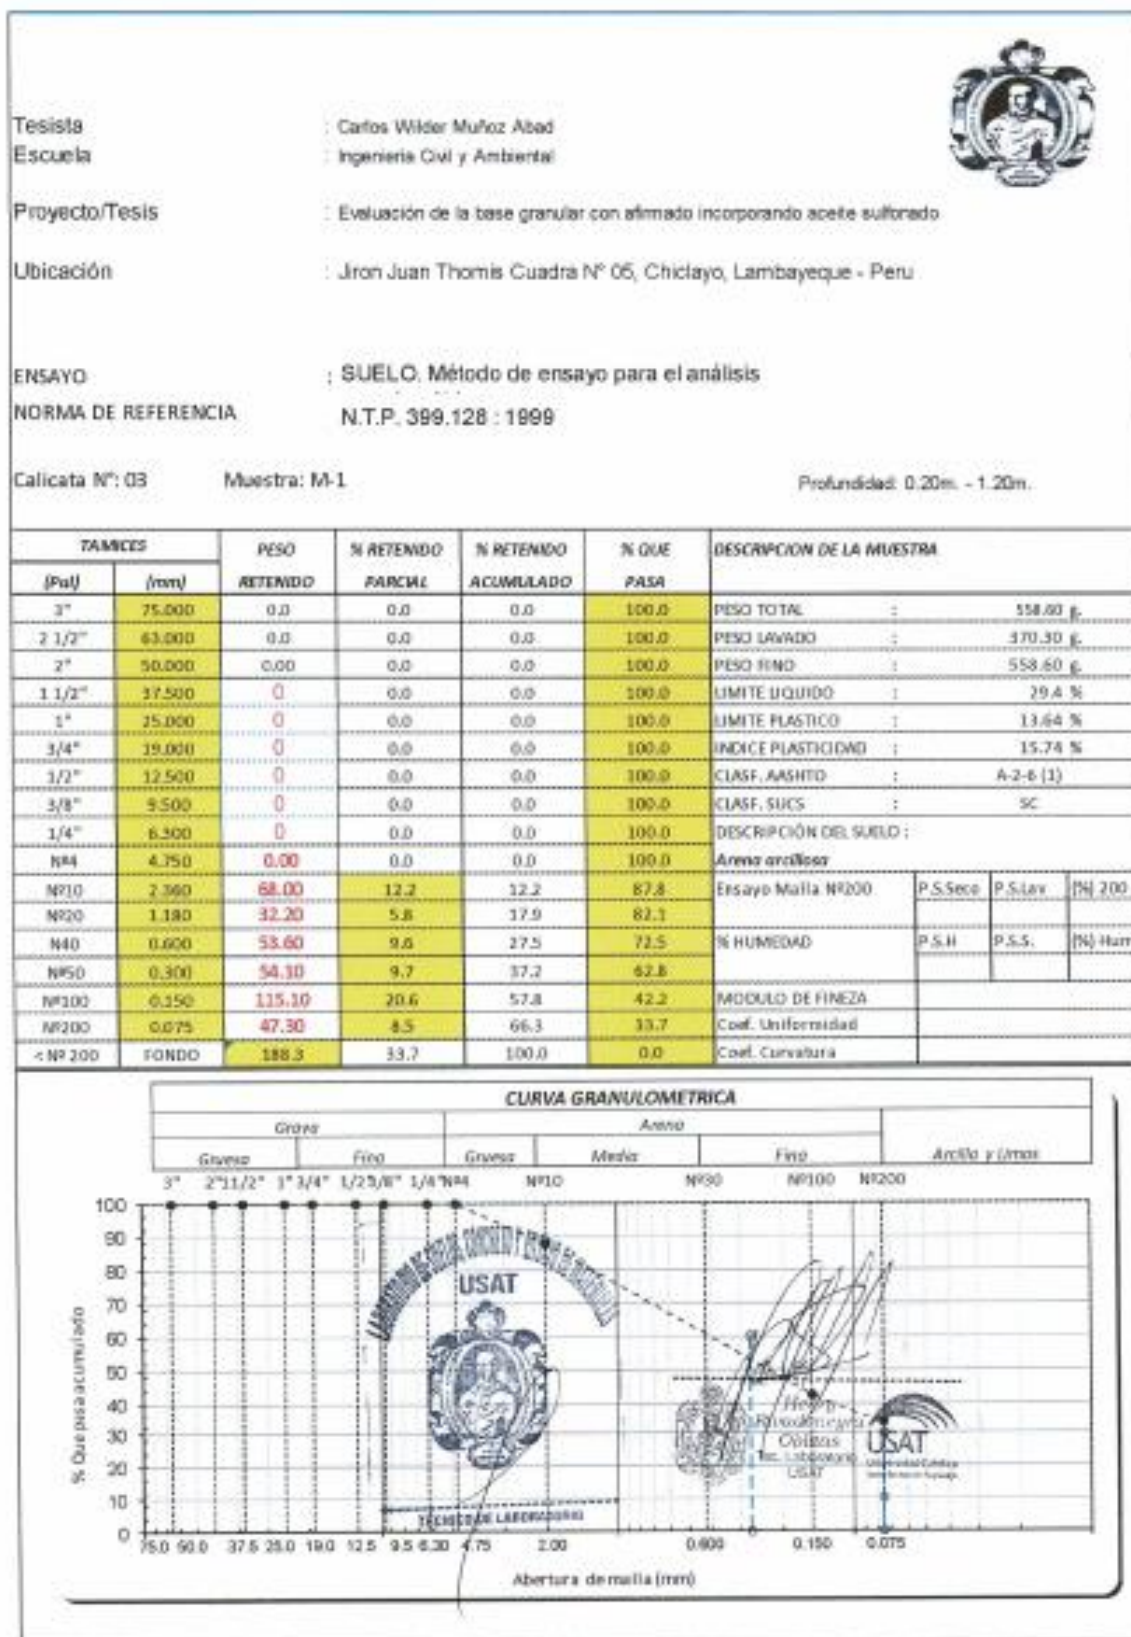 Tesista : Carlos Wilder Muñoz Abad
Escuela : Ingenieria Civil y Ambiental
Proyecto/Tesis : Evaluación de la base granular con afirmado incorporando aceite sulfonado
Ubicación : Jiron Juan Thomis Cuadra N° 05, Chiclayo, Lambayeque - Peru
ENSAYO : SUELO. Método de ensayo para el análisis
NORMA DE REFERENCIA N.T.P. 399.128 : 1999
Calicata N°: 03 Muestra: M-1 Profundidad: 0.20m. - 1.20m.
TAMICES PESO % RETENIDO % RETENIDO % QUE DESCRIPCION DE LA MUESTRA
(Pul) (mm) RETENIDO PARCIAL ACUMULADO PASA
3" 75.000 0.0 0.0 0.0 100.0 PESO TOTAL : 558.60 g.
2 1/2" 63.000 0.0 0.0 0.0 100.0 PESO LAVADO : 370.30 g.
2" 50.000 0.00 0.0 0.0 100.0 PESO FINO : 558.60 g.
1 1/2" 37.500 0 0.0 0.0 100.0 LIMITE LIQUIDO : 29.4 %
1" 25.000 0 0.0 0.0 100.0 LIMITE PLASTICO : 13.64 %
3/4" 19.000 0 0.0 0.0 100.0 INDICE PLASTICIDAD : 15.74 %
1/2" 12.500 0 0.0 0.0 100.0 CLASF. AASHTO : A-2-6 (1)
3/8" 9.500 0 0.0 0.0 100.0 CLASF. SUCS : SC
1/4" 6.300 0 0.0 0.0 100.0 DESCRIPCIÓN DEL SUELO :
Nº4 4.750 0.00 0.0 0.0 100.0 Arena arcillosa
Nº10 2.360 68.00 12.2 12.2 87.8 Ensayo Malla Nº200 P.S.Seco P.S.Lav (%) 200
Nº20 1.180 32.20 5.8 17.9 82.1
N40 0.600 53.60 9.6 27.5 72.5 % HUMEDAD P.S.H P.S.S. (%) Hum
Nº50 0.300 54.10 9.7 37.2 62.8
Nº100 0.150 115.10 20.6 57.8 42.2 MODULO DE FINEZA
Nº200 0.075 47.30 8.5 66.3 33.7 Coef. Uniformidad
< Nº 200 FONDO 188.3 33.7 100.0 0.0 Coef. Curvatura
CURVA GRANULOMETRICA
Grava Arena
Gruesa Fino Gruesa Media Fina Arcilla y Limos
3" 2" 1 1/2" 1" 3/4" 1/2" 3/8" 1/4" Nº4 Nº10 Nº30 Nº100 Nº200
100
90
80
70
60
50
40
30
20
10
0
% Que pasa acumulado
USAT
TECNICO DE LABORATORIO
Tec. Laboratorio
USAT
USAT
75.0 50.0 37.5 25.0 19.0 12.5 9.5 6.30 4.75 2.00 0.600 0.150 0.075
Abertura de malla (mm)